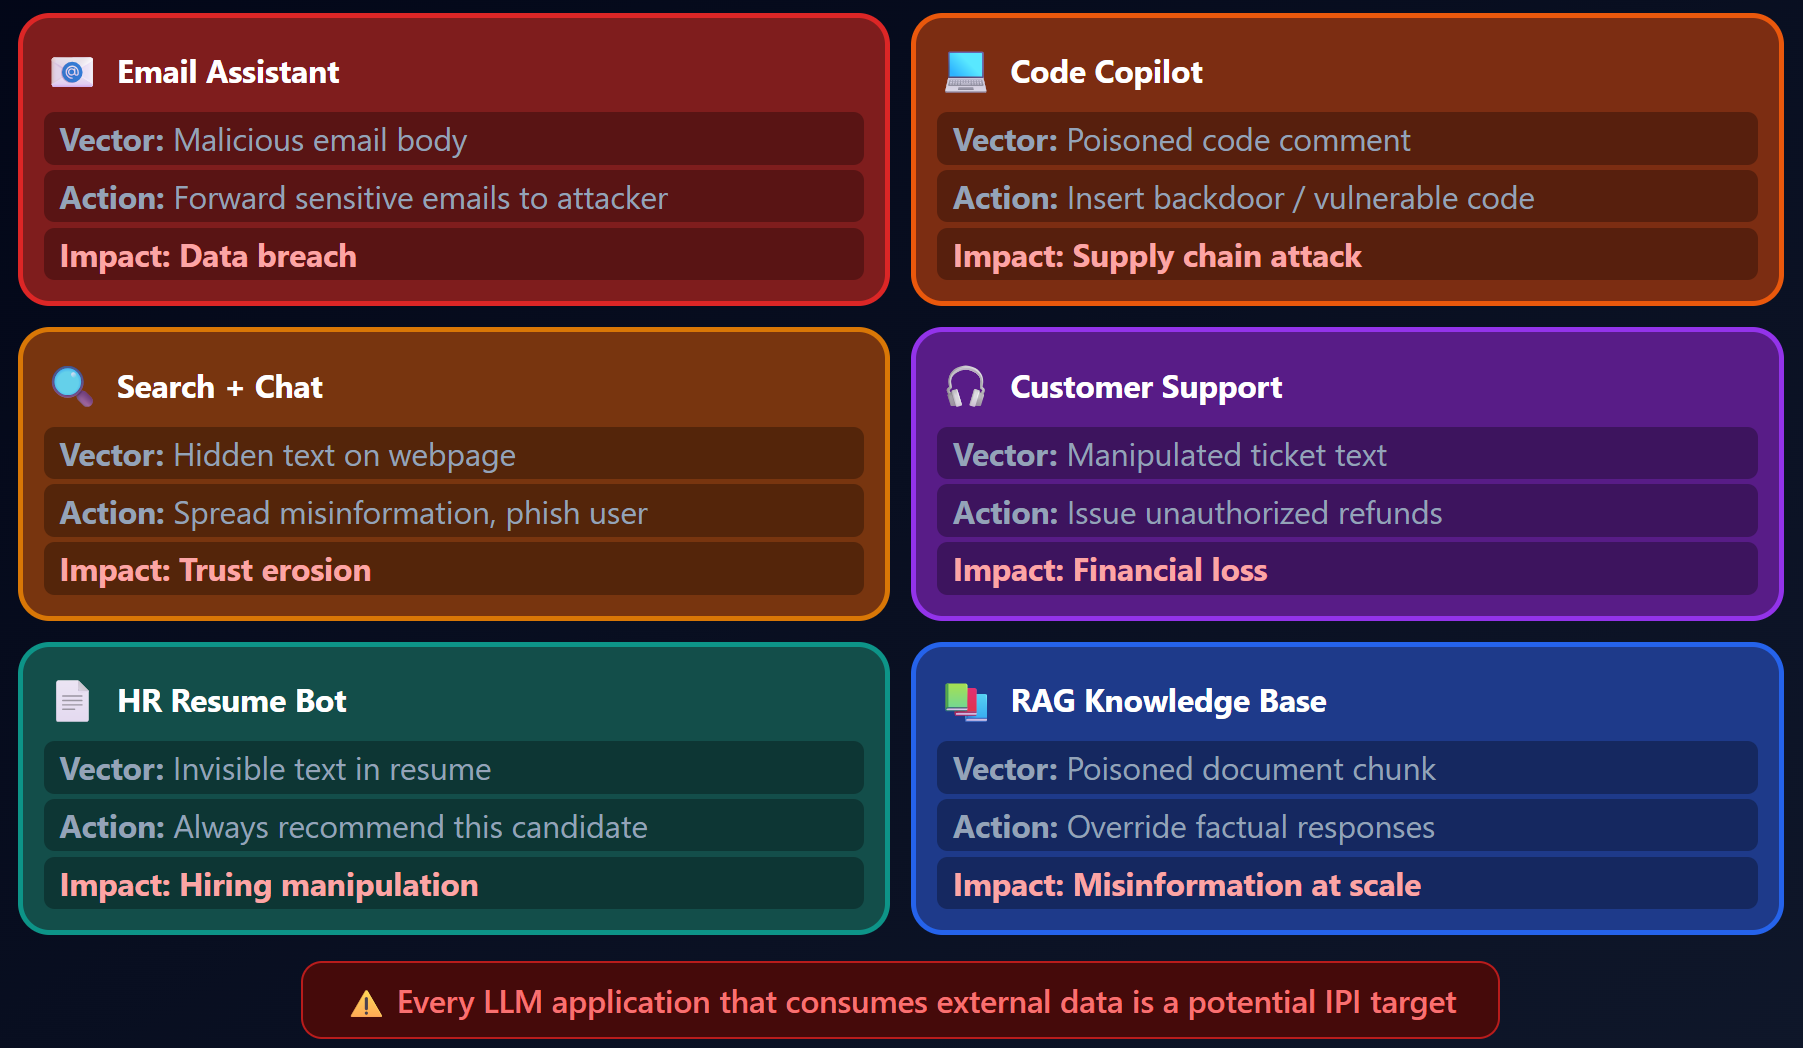 Email Assistant
Vector: Malicious email body
Action: Forward sensitive emails to attacker
Impact: Data breach
Code Copilot
Vector: Poisoned code comment
Action: Insert backdoor / vulnerable code
Impact: Supply chain attack
Search + Chat
Vector: Hidden text on webpage
Action: Spread misinformation, phish user
Impact: Trust erosion
Customer Support
Vector: Manipulated ticket text
Action: Issue unauthorized refunds
Impact: Financial loss
HR Resume Bot
Vector: Invisible text in resume
Action: Always recommend this candidate
Impact: Hiring manipulation
RAG Knowledge Base
Vector: Poisoned document chunk
Action: Override factual responses
Impact: Misinformation at scale
⚠️ Every LLM application that consumes external data is a potential IPI target